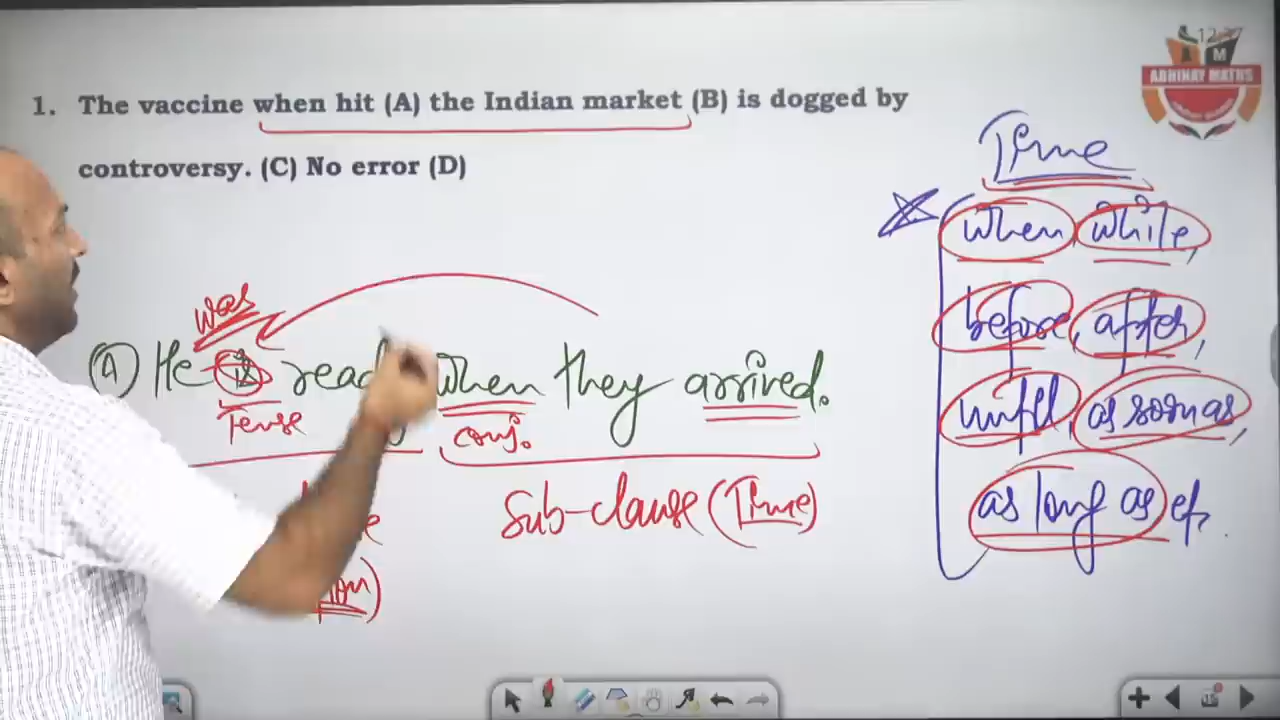 1. The vaccine when hit (A) the Indian market (B) is dogged by
controversy. (C) No error (D)
12:37
A M
ABHINAY MATHS
Time
when, while,
before, after,
until, as soon as,
as long as etc.
was
(A) He is when they arrived.
Tense conj.
Sub-clause (Time)